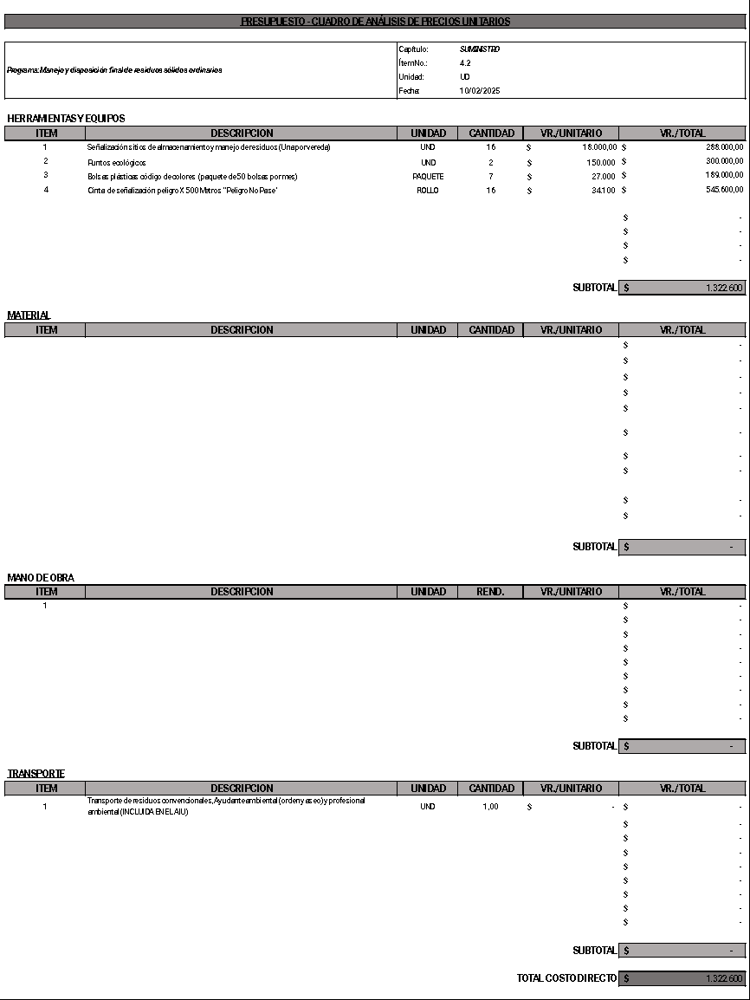 PRESUPUESTO - CUADRO DE ANÁLISIS DE PRECIOS UNITARIOS
Programa: Manejo y disposición final de residuos sólidos ordinarios
Capítulo: SUMINISTRO
Ítem No.: 4.2
Unidad: UD
Fecha: 10/02/2025
HERRAMIENTAS Y EQUIPOS
ITEM DESCRIPCION UNIDAD CANTIDAD VR./UNITARIO VR./TOTAL
1 Señalización sitios de almacenamiento y manejo de residuos (Una por vereda) UND 16 $ 18.000,00 $ 288.000,00
2 Puntos ecológicos UND 2 $ 150.000 $ 300.000,00
3 Bolsas plásticas código de colores (paquete de 50 bolsas por mes) PAQUETE 7 $ 27.000 $ 189.000,00
4 Cinta de señalización peligro X 500 Metros "Peligro No Pase" ROLLO 16 $ 34.100 $ 545.600,00
$ -
$ -
$ -
$ -
SUBTOTAL $ 1.322.600
MATERIAL
ITEM DESCRIPCION UNIDAD CANTIDAD VR./UNITARIO VR./TOTAL
$ -
$ -
$ -
$ -
$ -
$ -
$ -
$ -
$ -
$ -
SUBTOTAL $ -
MANO DE OBRA
ITEM DESCRIPCION UNIDAD REND. VR./UNITARIO VR./TOTAL
1 $ -
$ -
$ -
$ -
$ -
$ -
$ -
$ -
$ -
SUBTOTAL $ -
TRANSPORTE
ITEM DESCRIPCION UNIDAD CANTIDAD VR./UNITARIO VR./TOTAL
1 Transporte de residuos convencionales, Ayudante ambiental (orden y aseo) y profesional
ambiental (INCLUIDA EN EL AIU) UND 1,00 $ - $ -
$ -
$ -
$ -
$ -
$ -
$ -
$ -
$ -
SUBTOTAL $ -
TOTAL COSTO DIRECTO $ 1.322.600